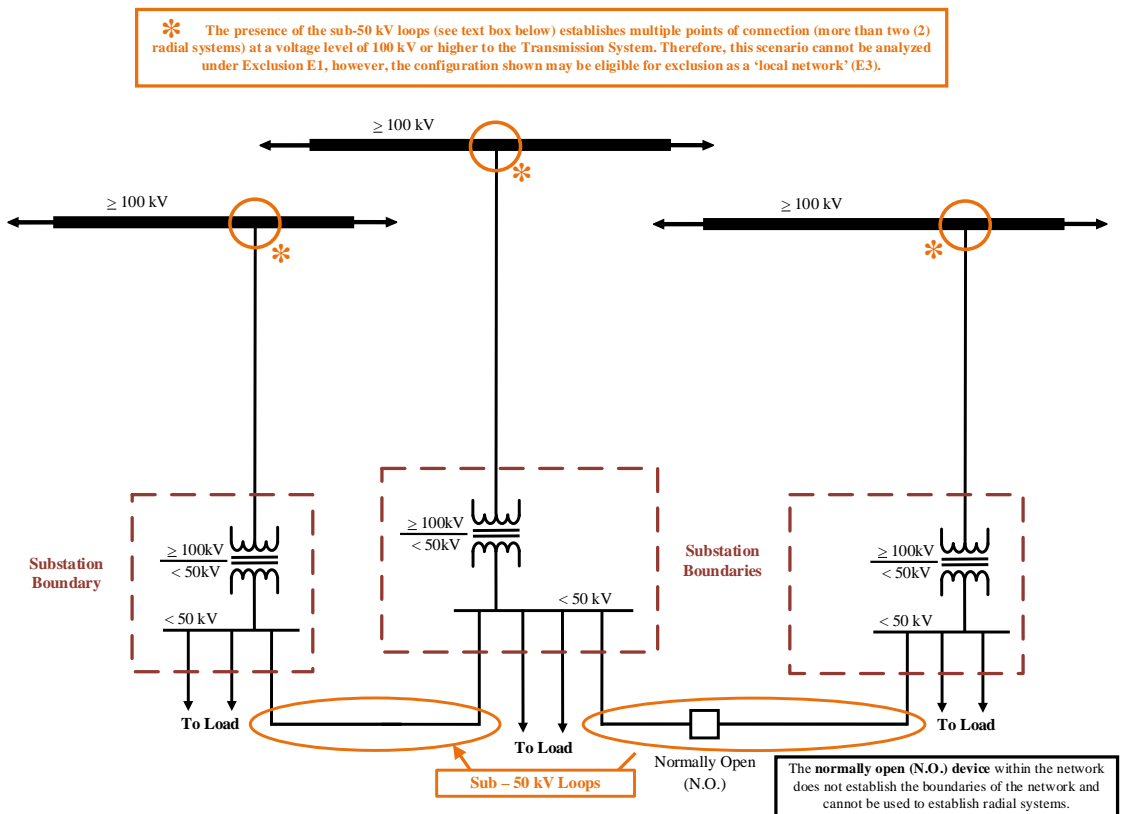 ✻ The presence of the sub-50 kV loops (see text box below) establishes multiple points of connection (more than two (2)
radial systems) at a voltage level of 100 kV or higher to the Transmission System. Therefore, this scenario cannot be analyzed
under Exclusion E1, however, the configuration shown may be eligible for exclusion as a ‘local network’ (E3).
≥ 100 kV
✻
≥ 100 kV
✻
≥ 100 kV
✻
Substation
Boundary
≥ 100kV
< 50kV
< 50 kV
To Load
≥ 100kV
< 50kV
< 50 kV
To Load
Substation
Boundaries
≥ 100kV
< 50kV
< 50 kV
To Load
Sub – 50 kV Loops
Normally Open
(N.O.)
The normally open (N.O.) device within the network
does not establish the boundaries of the network and
cannot be used to establish radial systems.